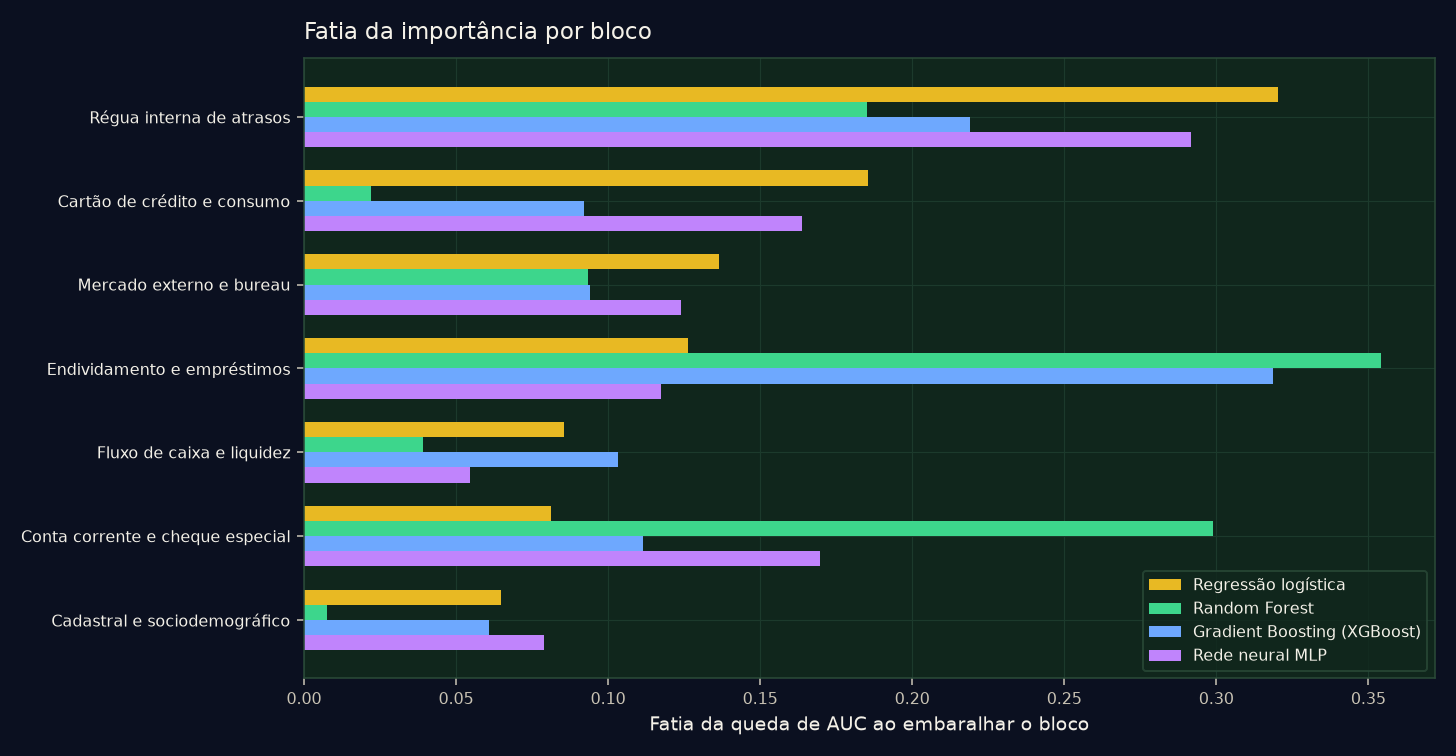 Fatia da importância por bloco
Régua interna de atrasos
Cartão de crédito e consumo
Mercado externo e bureau
Endividamento e empréstimos
Fluxo de caixa e liquidez
Conta corrente e cheque especial
Cadastral e sociodemográfico
Regressão logística
Random Forest
Gradient Boosting (XGBoost)
Rede neural MLP
0.00 0.05 0.10 0.15 0.20 0.25 0.30 0.35
Fatia da queda de AUC ao embaralhar o bloco